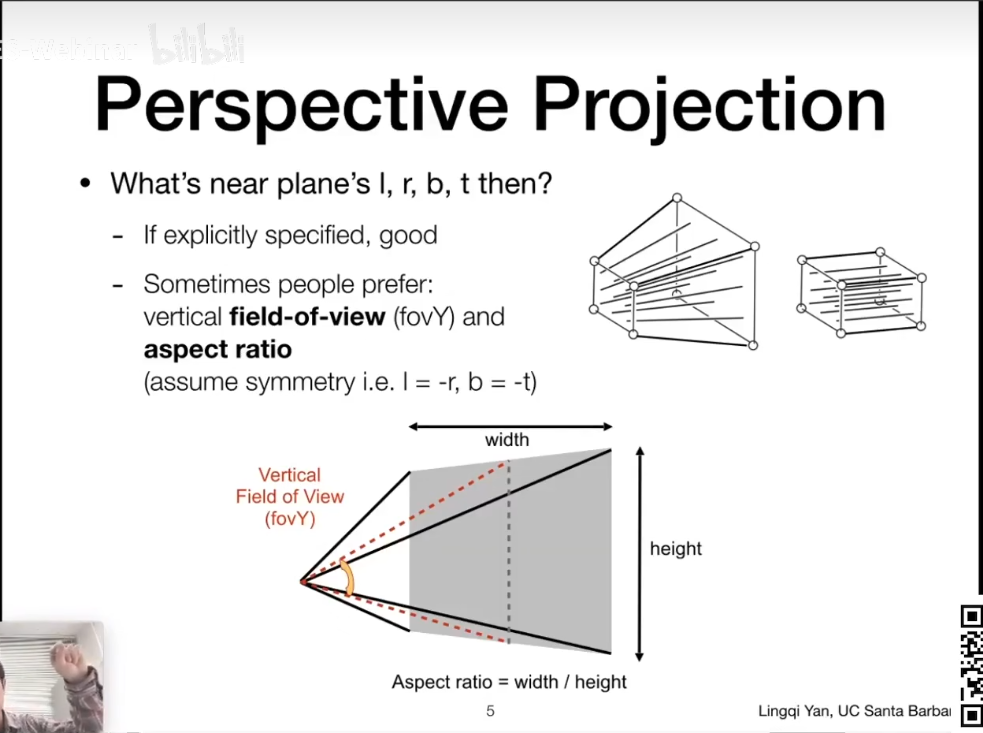 bilibili
Perspective Projection
• What's near plane's l, r, b, t then?
- If explicitly specified, good
- Sometimes people prefer:
vertical field-of-view (fovY) and
aspect ratio
(assume symmetry i.e. l = -r, b = -t)
width
Vertical
Field of View
(fovY)
height
Aspect ratio = width / height
5
Lingqi Yan, UC Santa Barba